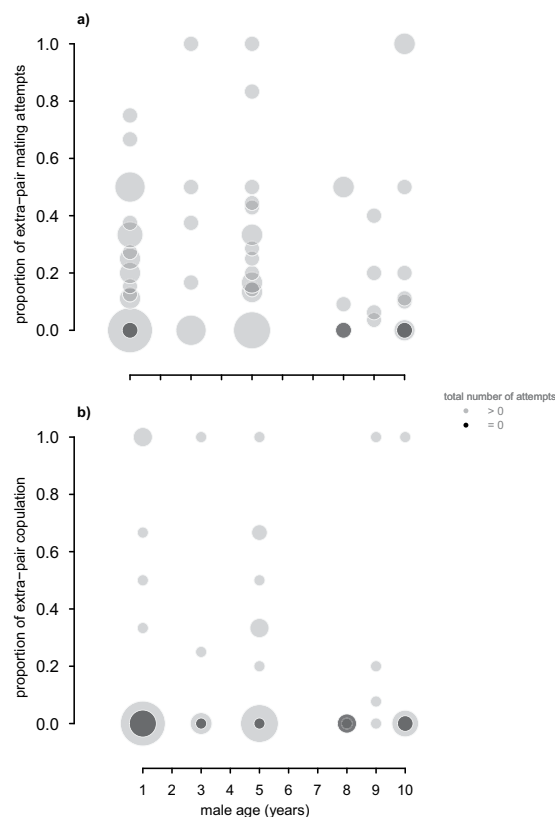 a)
proportion of extra−pair mating attempts
1.0
0.8
0.6
0.4
0.2
0.0
total number of attempts
> 0
= 0
b)
proportion of extra−pair copulation
1.0
0.8
0.6
0.4
0.2
0.0
1 2 3 4 5 6 7 8 9 10
male age (years)